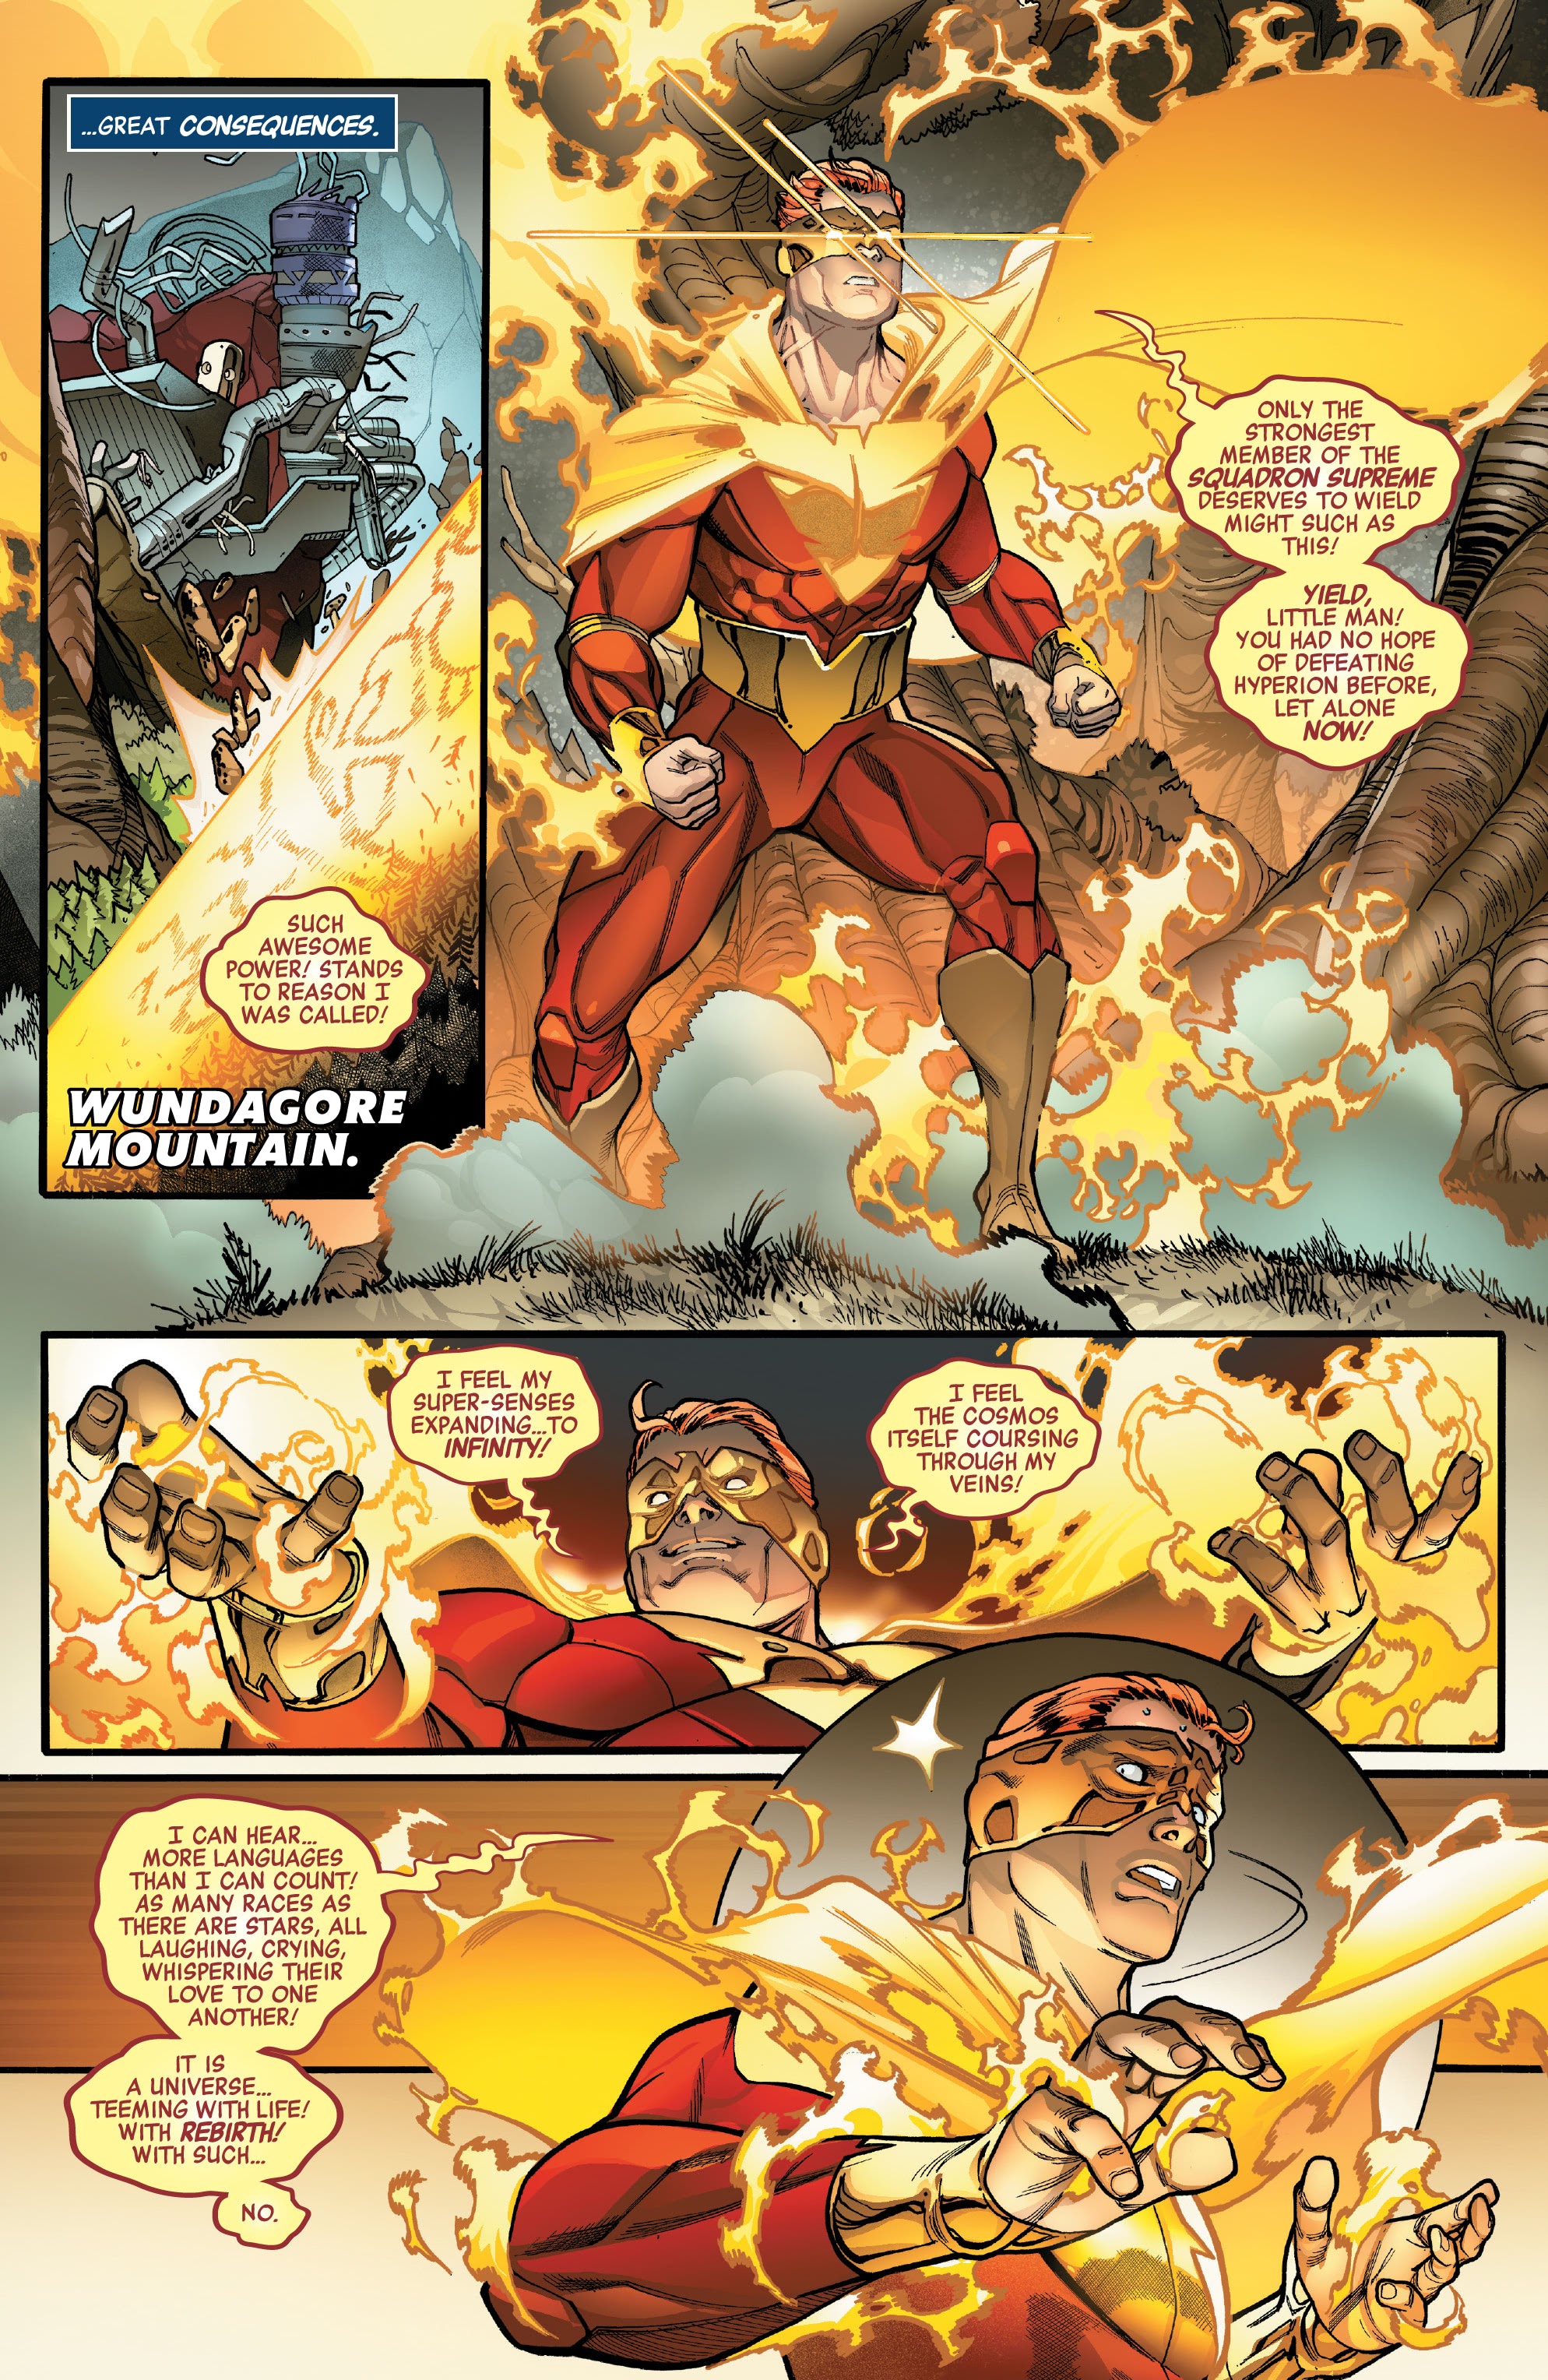 ...GREAT CONSEQUENCES.
SUCH
AWESOME
POWER! STANDS
TO REASON I
WAS CALLED!
WUNDAGORE
MOUNTAIN.
ONLY THE
STRONGEST
MEMBER OF THE
SQUADRON SUPREME
DESERVES TO WIELD
MIGHT SUCH AS
THIS!
YIELD,
LITTLE MAN!
YOU HAD NO HOPE
OF DEFEATING
HYPERION BEFORE,
LET ALONE
NOW!
I FEEL MY
SUPER-SENSES
EXPANDING...TO
INFINITY!
I FEEL
THE COSMOS
ITSELF COURSING
THROUGH MY
VEINS!
I CAN HEAR...
MORE LANGUAGES
THAN I CAN COUNT!
AS MANY RACES AS
THERE ARE STARS, ALL
LAUGHING, CRYING,
WHISPERING THEIR
LOVE TO ONE
ANOTHER!
IT IS
A UNIVERSE...
TEEMING WITH LIFE!
WITH REBIRTH!
WITH SUCH...
NO.